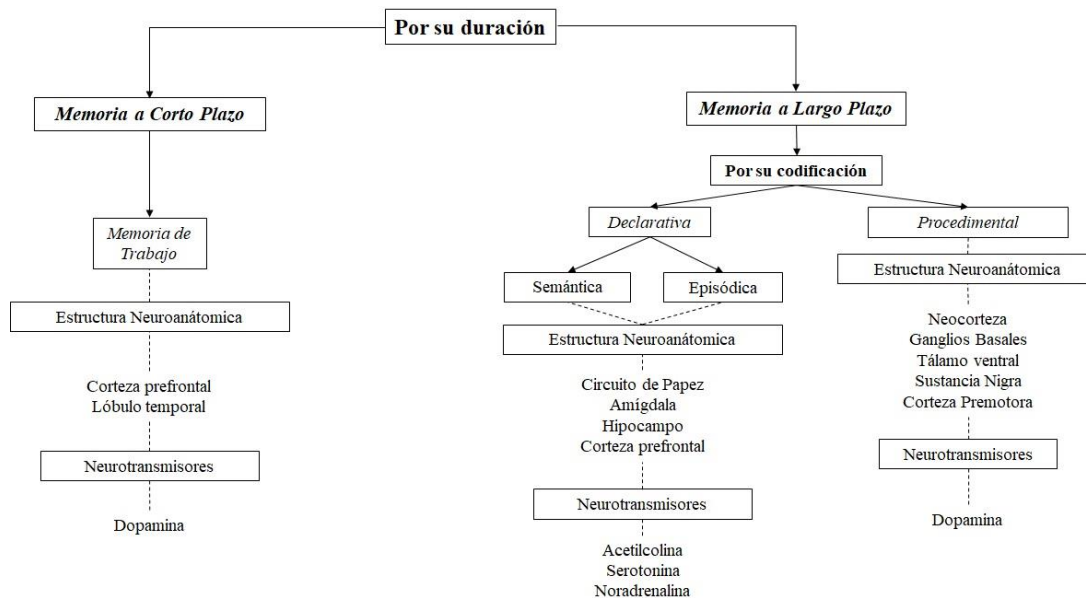 Por su duración
Memoria a Corto Plazo
Memoria de
Trabajo
Estructura Neuroanátomica
Corteza prefrontal
Lóbulo temporal
Neurotransmisores
Dopamina
Memoria a Largo Plazo
Por su codificación
Declarativa
Semántica
Episódica
Estructura Neuroanátomica
Circuito de Papez
Amígdala
Hipocampo
Corteza prefrontal
Neurotransmisores
Acetilcolina
Serotonina
Noradrenalina
Procedimental
Estructura Neuroanátomica
Neocorteza
Ganglios Basales
Tálamo ventral
Sustancia Nigra
Corteza Premotora
Neurotransmisores
Dopamina